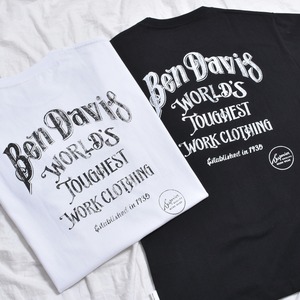 Ben Davis
WORLD'S
TOUGHEST
WORK CLOTHING
Established in 1935
Ben Davis
WORLD'S
TOUGHEST
WORK CLOTHING
Established in 1935